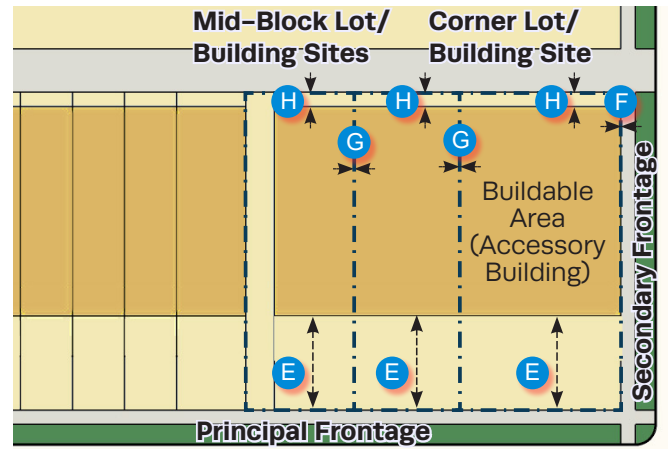 Mid-Block Lot/
Building Sites
Corner Lot/
Building Site
H
H
H
F
G
G
Buildable
Area
(Accessory
Building)
Secondary Frontage
E
E
E
Principal Frontage